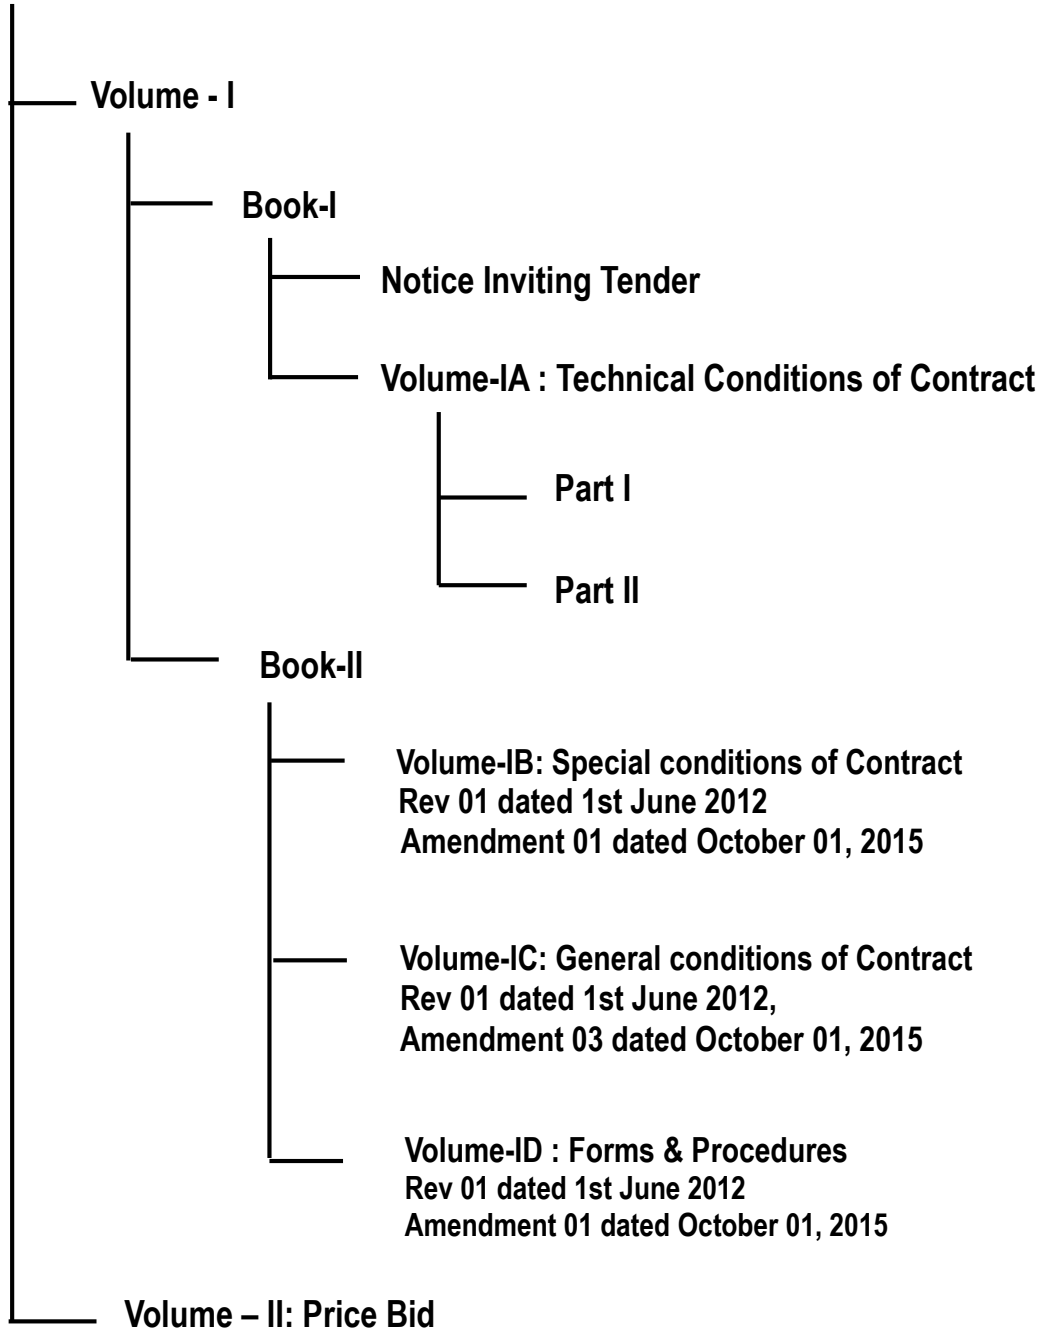 Volume - I
Book-I
Notice Inviting Tender
Volume-IA : Technical Conditions of Contract
Part I
Part II
Book-II
Volume-IB: Special conditions of Contract
Rev 01 dated 1st June 2012
Amendment 01 dated October 01, 2015
Volume-IC: General conditions of Contract
Rev 01 dated 1st June 2012,
Amendment 03 dated October 01, 2015
Volume-ID : Forms & Procedures
Rev 01 dated 1st June 2012
Amendment 01 dated October 01, 2015
Volume – II: Price Bid